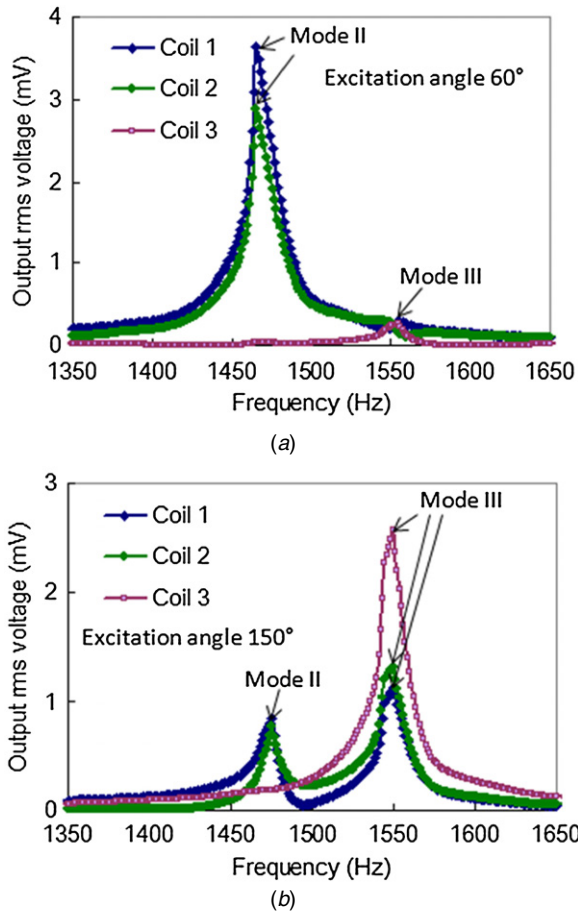 4
3
2
1
0
Output rms voltage (mV)
Coil 1
Coil 2
Coil 3
Mode II
Excitation angle 60°
Mode III
1350 1400 1450 1500 1550 1600 1650
Frequency (Hz)
(a)
3
2
1
0
Output rms voltage (mV)
Coil 1
Coil 2
Coil 3
Mode III
Excitation angle 150°
Mode II
1350 1400 1450 1500 1550 1600 1650
Frequency (Hz)
(b)